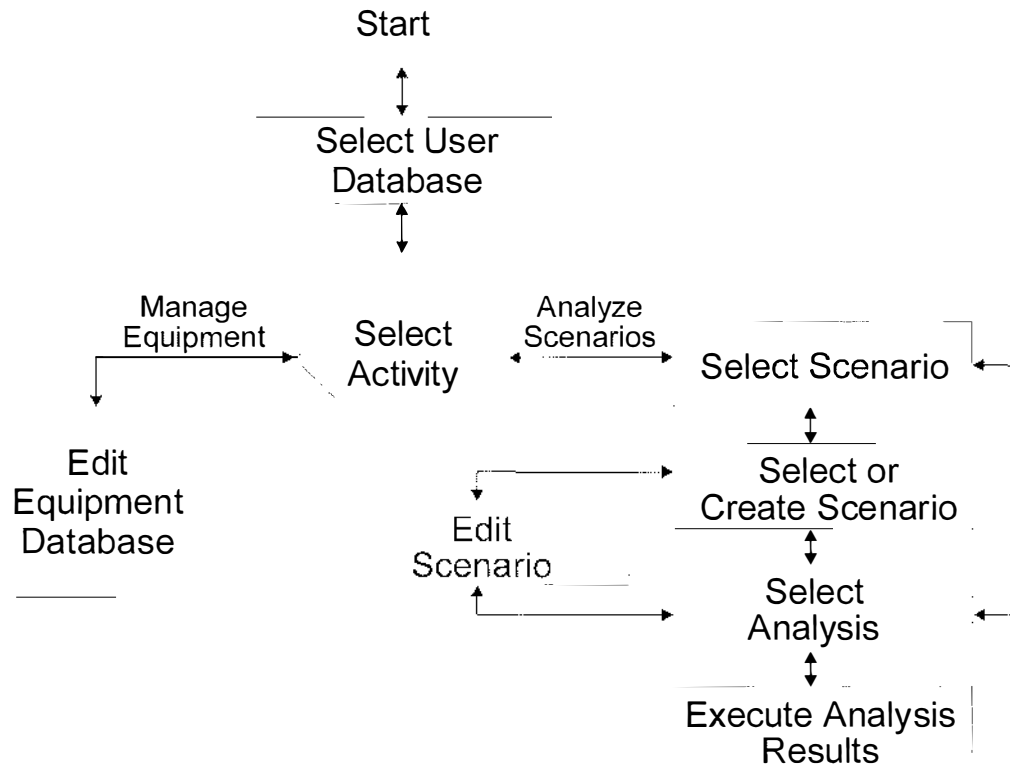 Start
Select User
Database
Manage
Equipment
Select
Activity
Analyze
Scenarios
Select Scenario
Edit
Equipment
Database
Select or
Create Scenario
Edit
Scenario
Select
Analysis
Execute Analysis
Results